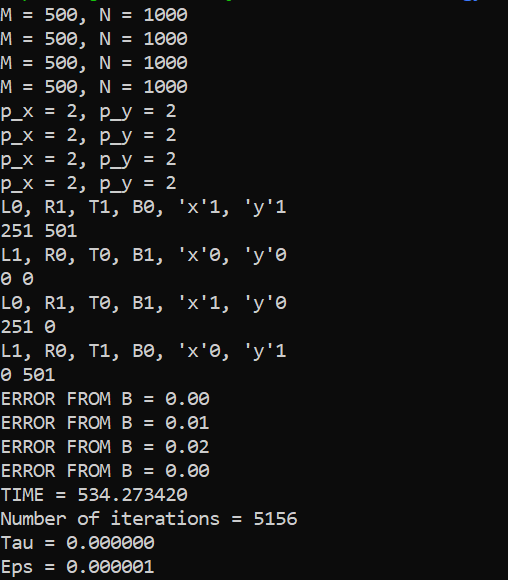 M = 500, N = 1000
M = 500, N = 1000
M = 500, N = 1000
M = 500, N = 1000
p_x = 2, p_y = 2
p_x = 2, p_y = 2
p_x = 2, p_y = 2
p_x = 2, p_y = 2
L0, R1, T1, B0, 'x'1, 'y'1
251 501
L1, R0, T0, B1, 'x'0, 'y'0
0 0
L0, R1, T0, B1, 'x'1, 'y'0
251 0
L1, R0, T1, B0, 'x'0, 'y'1
0 501
ERROR FROM B = 0.00
ERROR FROM B = 0.01
ERROR FROM B = 0.02
ERROR FROM B = 0.00
TIME = 534.273420
Number of iterations = 5156
Tau = 0.000000
Eps = 0.000001